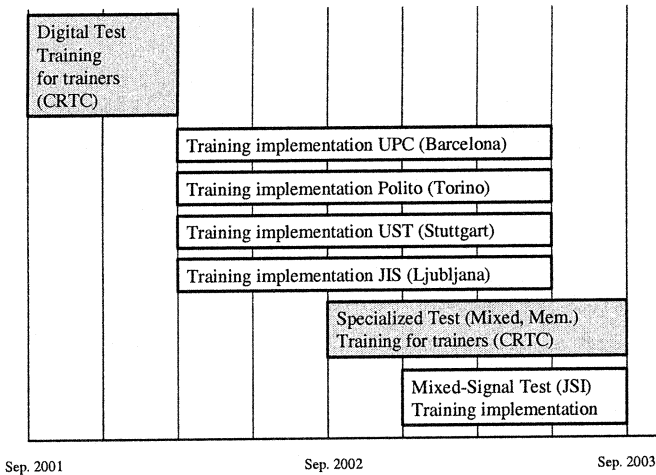 Digital Test
Training
for trainers
(CRTC)
Training implementation UPC (Barcelona)
Training implementation Polito (Torino)
Training implementation UST (Stuttgart)
Training implementation JIS (Ljubljana)
Specialized Test (Mixed, Mem.)
Training for trainers (CRTC)
Mixed-Signal Test (JSI)
Training implementation
Sep. 2001
Sep. 2002
Sep. 2003